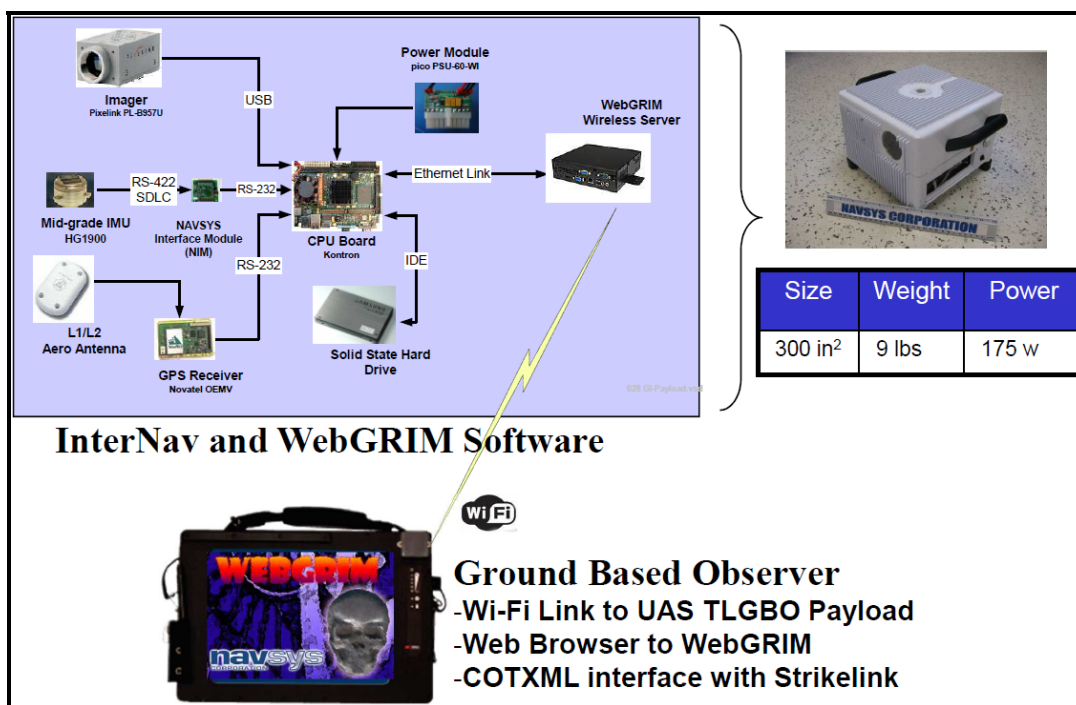 Power Module
pico PSU-60-WI
Imager
Pixelink PL-B957U
USB
WebGRIM
Wireless Server
Ethernet Link
RS-422
SDLC
RS-232
Mid-grade IMU
HG1900
NAVSYS
Interface Module
(NIM)
CPU Board
Kontron
RS-232
IDE
L1/L2
Aero Antenna
GPS Receiver
Novatel OEMV
Solid State Hard
Drive
NAVSYS CORPORATION
Size Weight Power
300 in² 9 lbs 175 W
InterNav and WebGRIM Software
Wi Fi
WEBGRIM
navsys
CORPORATION
Ground Based Observer
-Wi-Fi Link to UAS TLGBO Payload
-Web Browser to WebGRIM
-COTXML interface with Strikelink